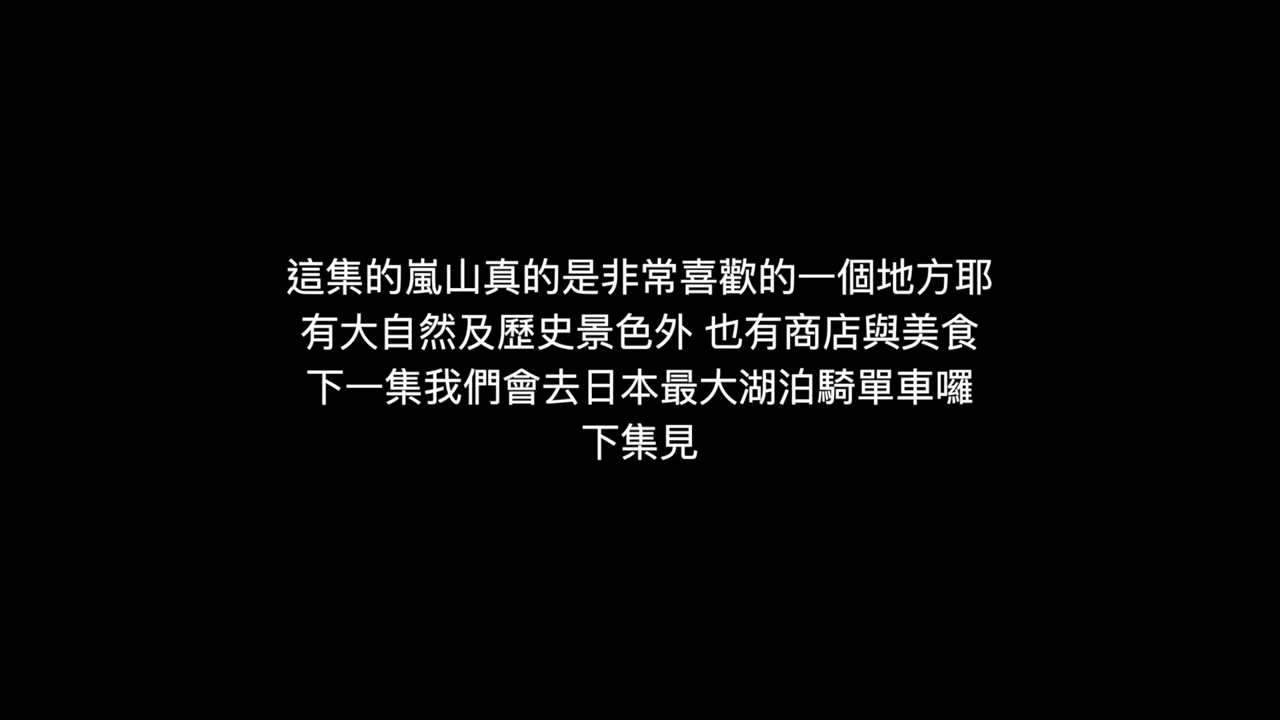 這集的嵐山真的是非常喜歡的一個地方耶
有大自然及歷史景色外 也有商店與美食
下一集我們會去日本最大湖泊騎單車囉
下集見